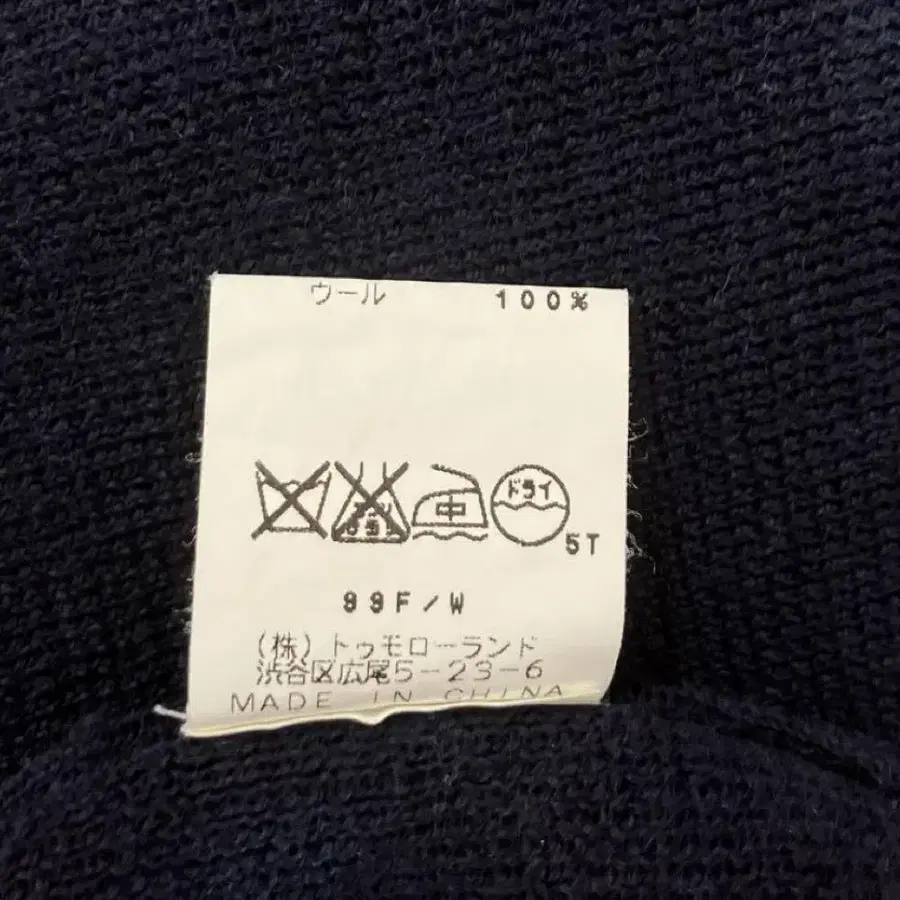 ウール 100%
中 ドライ
5T
99F/W
(株)トゥモローランド
渋谷区広尾5-23-6
MADE IN CHINA